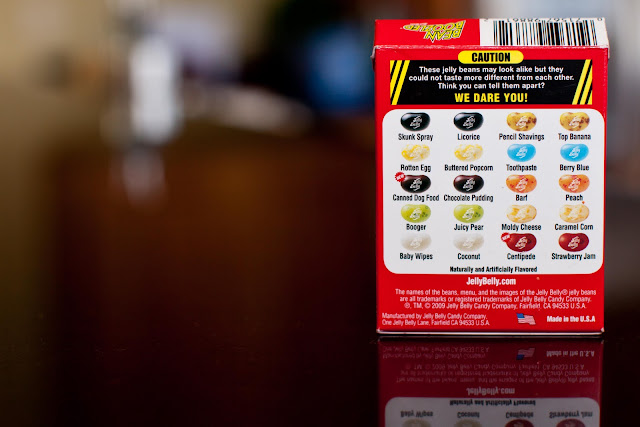 BEAN BOOZLED
CAUTION
These jelly beans may look alike but they
could not taste more different from each other.
Think you can tell them apart?
WE DARE YOU!
Skunk Spray Licorice Pencil Shavings Top Banana
Rotten Egg Buttered Popcorn Toothpaste Berry Blue
NEW
Canned Dog Food Chocolate Pudding Barf Peach
Booger Juicy Pear Moldy Cheese Caramel Corn
NEW
Baby Wipes Coconut Centipede Strawberry Jam
Naturally and Artificially Flavored
JellyBelly.com
The names of the beans, menu, and the images of the Jelly Belly® jelly beans
are all trademarks or registered trademarks of Jelly Belly Candy Company.
®, TM, © 2009 Jelly Belly Candy Company, Fairfield, CA 94533 U.S.A.
Manufactured by Jelly Belly Candy Company,
One Jelly Belly Lane, Fairfield CA 94533 U.S.A.
Made in the U.S.A